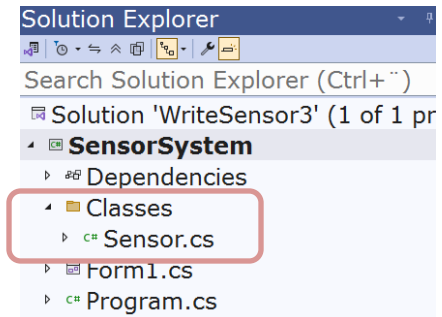 Solution Explorer
Search Solution Explorer (Ctrl+¨)
Solution 'WriteSensor3' (1 of 1 pr
SensorSystem
Dependencies
Classes
C# Sensor.cs
Form1.cs
C# Program.cs